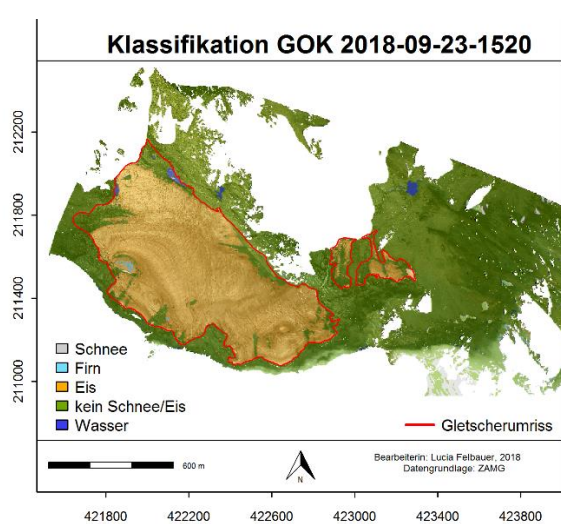 Klassifikation GOK 2018-09-23-1520
212200
211800
211400
211000
Schnee
Firn
Eis
kein Schnee/Eis
Wasser
Gletscherumriss
600 m
N
Bearbeiterin: Lucia Felbauer, 2018
Datengrundlage: ZAMG
421800 422200 422600 423000 423400 423800